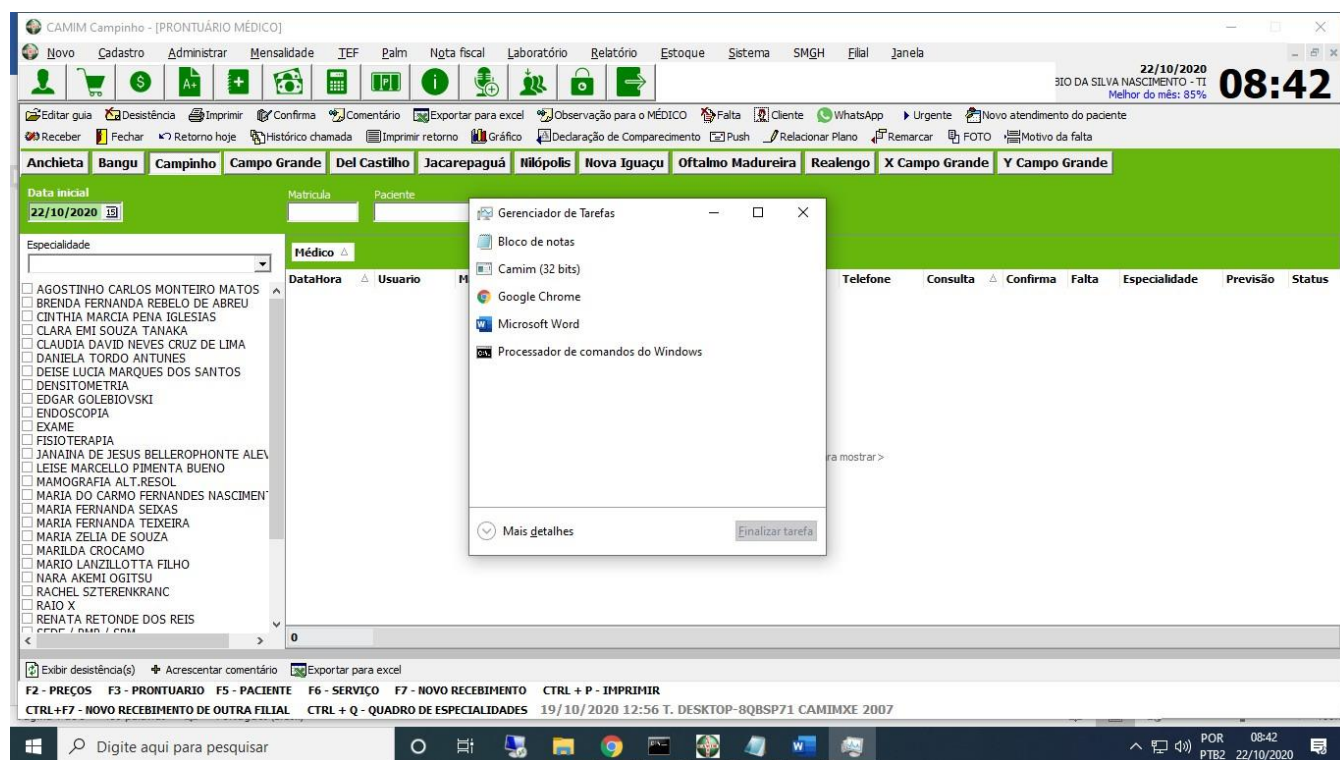 CAMIM Campinho - [PRONTUÁRIO MÉDICO]
Novo Cadastro Administrar Mensalidade TEF Palm Nota fiscal Laboratório Relatório Estoque Sistema SMGH Filial Janela
22/10/2020
BIO DA SILVA NASCIMENTO - TI
Melhor do mês: 85%
08:42
Editar guia Desistência Imprimir Confirma Comentário Exportar para excel Observação para o MÉDICO Falta Cliente WhatsApp Urgente Novo atendimento do paciente
Receber Fechar Retorno hoje Histórico chamada Imprimir retorno Gráfico Declaração de Comparecimento Push Relacionar Plano Remarcar FOTO Motivo da falta
Anchieta Bangu Campinho Campo Grande Del Castilho Jacarepaguá Nilópolis Nova Iguaçu Oftalmo Madureira Realengo X Campo Grande Y Campo Grande
Data inicial Matricula Paciente
22/10/2020 15
Especialidade
Médico
DataHora Usuario M Telefone Consulta Confirma Falta Especialidade Previsão Status
AGOSTINHO CARLOS MONTEIRO MATOS
BRENDA FERNANDA REBELO DE ABREU
CINTHIA MARCIA PENA IGLESIAS
CLARA EMI SOUZA TANAKA
CLAUDIA DAVID NEVES CRUZ DE LIMA
DANIELA TORDO ANTUNES
DEISE LUCIA MARQUES DOS SANTOS
DENSITOMETRIA
EDGAR GOLEBIOVSKI
ENDOSCOPIA
EXAME
FISIOTERAPIA
JANAINA DE JESUS BELLEROPHONTE ALEV
LEISE MARCELLO PIMENTA BUENO
MAMOGRAFIA ALT.RESOL
MARIA DO CARMO FERNANDES NASCIMEN
MARIA FERNANDA SEIXAS
MARIA FERNANDA TEIXEIRA
MARIA ZELIA DE SOUZA
MARILDA CROCAMO
MARIO LANZILLOTTA FILHO
NARA AKEMI OGITSU
RACHEL SZTERENKRANC
RAIO X
RENATA RETONDE DOS REIS
Gerenciador de Tarefas
Bloco de notas
Camim (32 bits)
Google Chrome
Microsoft Word
Processador de comandos do Windows
ra mostrar>
Mais detalhes Finalizar tarefa
0
Exibir desistência(s) Acrescentar comentário Exportar para excel
F2 - PREÇOS F3 - PRONTUARIO F5 - PACIENTE F6 - SERVIÇO F7 - NOVO RECEBIMENTO CTRL + P - IMPRIMIR
CTRL+F7 - NOVO RECEBIMENTO DE OUTRA FILIAL CTRL + Q - QUADRO DE ESPECIALIDADES 19/10/2020 12:56 T. DESKTOP-8QBSP71 CAMIMXE 2007
Digite aqui para pesquisar
POR 08:42
PTB2 22/10/2020